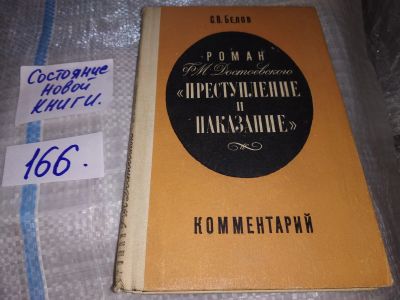 Состояние
новой
книги.
166.
С.В. Белов
РОМАН
Ф.М. Достоевского
«ПРЕСТУПЛЕНИЕ
И
НАКАЗАНИЕ»
КОММЕНТАРИЙ